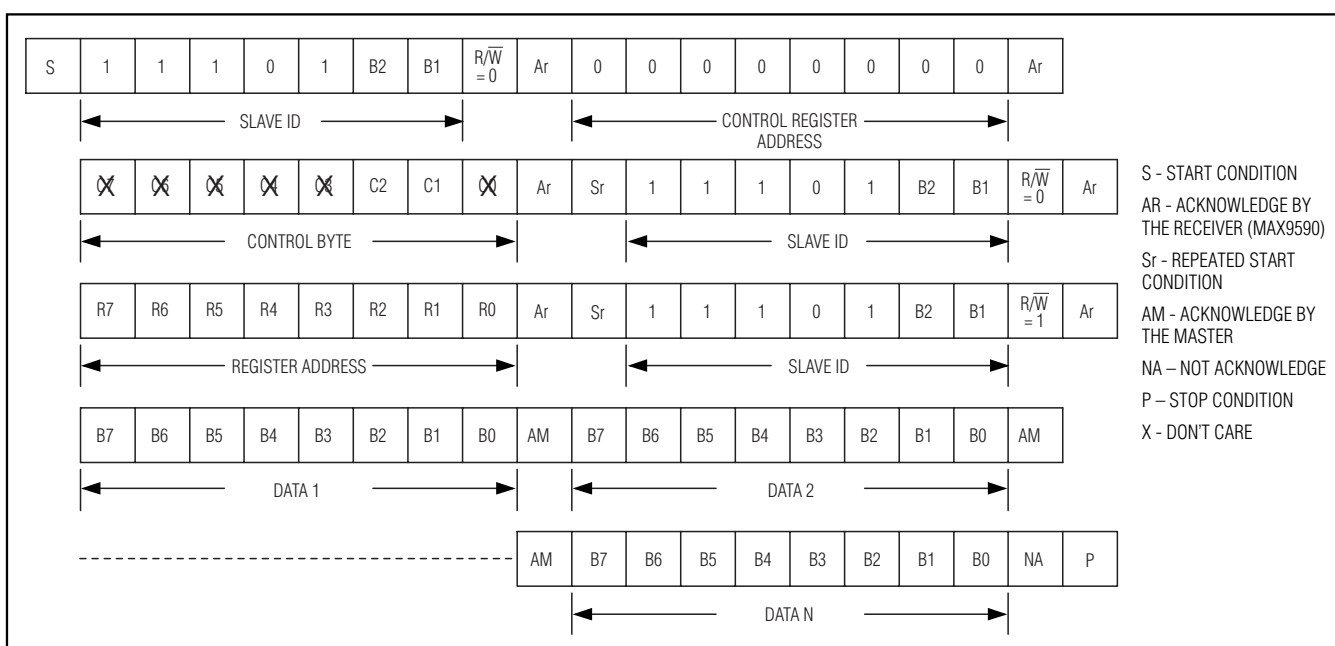 S 1 1 1 0 1 B2 B1 R/W̅ = 0 Ar 0 0 0 0 0 0 0 0 Ar
SLAVE ID CONTROL REGISTER ADDRESS
C7 C6 C5 C4 C3 C2 C1 C0 Ar Sr 1 1 1 0 1 B2 B1 R/W̅ = 0 Ar
CONTROL BYTE SLAVE ID
R7 R6 R5 R4 R3 R2 R1 R0 Ar Sr 1 1 1 0 1 B2 B1 R/W̅ = 1 Ar
REGISTER ADDRESS SLAVE ID
B7 B6 B5 B4 B3 B2 B1 B0 AM B7 B6 B5 B4 B3 B2 B1 B0 AM
DATA 1 DATA 2
AM B7 B6 B5 B4 B3 B2 B1 B0 NA P
DATA N
S - START CONDITION
AR - ACKNOWLEDGE BY
THE RECEIVER (MAX9590)
Sr - REPEATED START
CONDITION
AM - ACKNOWLEDGE BY
THE MASTER
NA – NOT ACKNOWLEDGE
P – STOP CONDITION
X - DON'T CARE